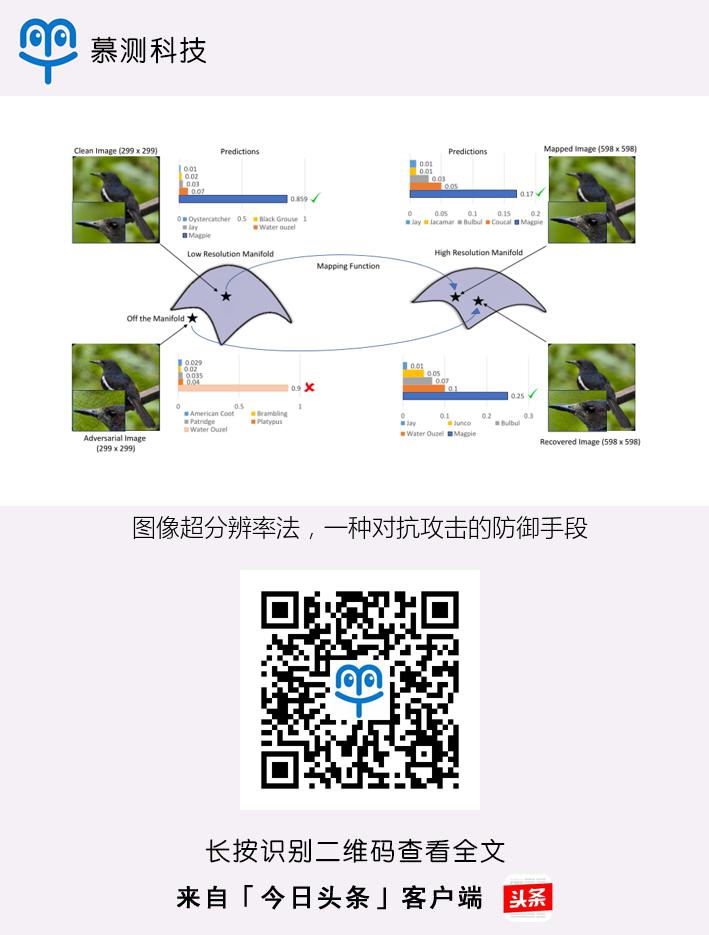 慕测科技
Clean Image (299 x 299)
Predictions
0.01
0.02
0.03
0.07
0.859
0 0.5 1
Oystercatcher Black Grouse
Jay Water ouzel
Magpie
Predictions
Mapped Image (598 x 598)
0.01
0.01
0.03
0.05
0.17
0 0.05 0.1 0.15 0.2
Jay Jacamar Bulbul Coucal Magpie
Low Resolution Manifold
Mapping Function
High Resolution Manifold
Off the Manifold
0.029
0.02
0.035
0.04
0.9
0 0.5 1
American Coot Brambling
Patridge Platypus
Water Ouzel
Adversarial Image
(299 x 299)
0.01
0.05
0.07
0.1
0.25
0 0.1 0.2 0.3
Jay Junco Bulbul
Water Ouzel Magpie
Recovered Image (598 x 598)
图像超分辨率法，一种对抗攻击的防御手段
长按识别二维码查看全文
来自「今日头条」客户端
头条